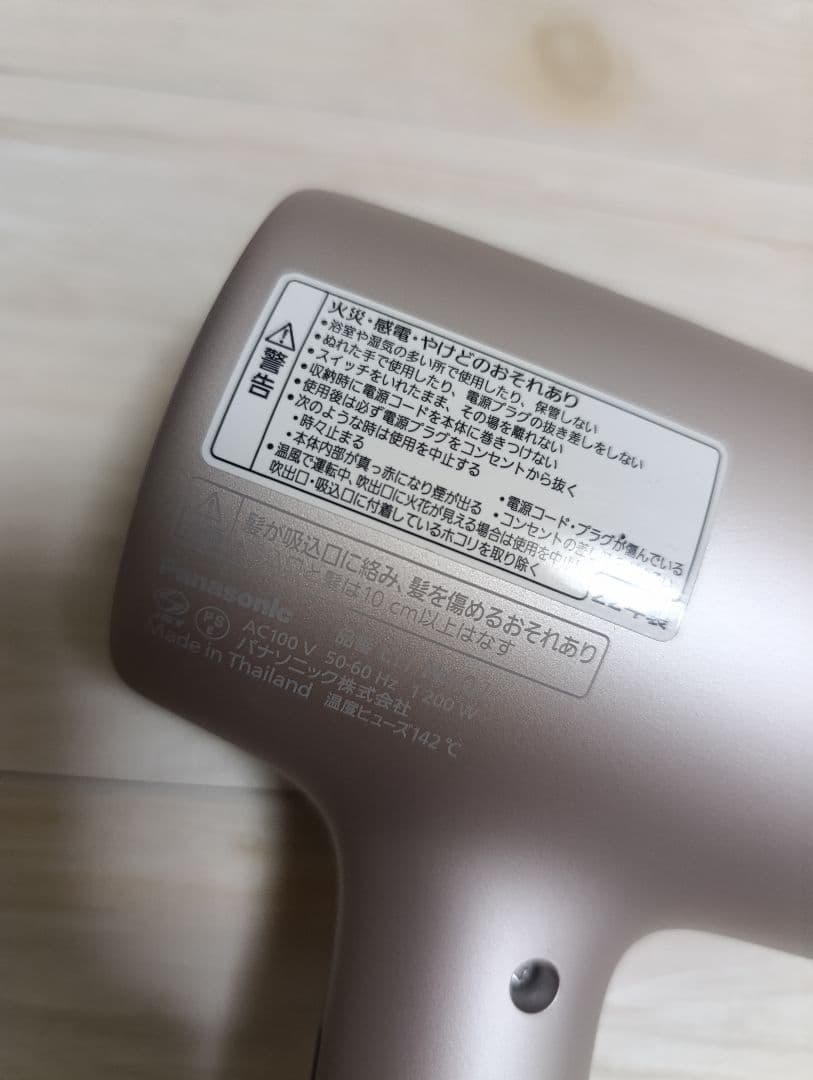 警告
火災・感電・やけどのおそれあり
•浴室や湿気の多い所で使用したり、保管しない
•ぬれた手で使用したり、電源プラグの抜き差しをしない
•スイッチをいれたまま、その場を離れない
•収納時に電源コードを本体に巻きつけない
•使用後は必ず電源プラグをコンセントから抜く
•次のような時は使用を中止する
・時々止まる
・電源コード・プラグが傷んでいる
・本体内部が真っ赤になり煙が出る
・コンセントの差し
•温風で運転中、吹出口に火花が見える場合は使用を中止
吹出口・吸込口に付着しているホコリを取り除く
22年製
髪が吸込口に絡み、髪を傷めるおそれあり
と髪は10 cm以上はなす
Panasonic
品番
PS
E
JET
AC100 V 50-60 Hz 1200 W
パナソニック株式会社
Made in Thailand 温度ヒューズ142 ℃